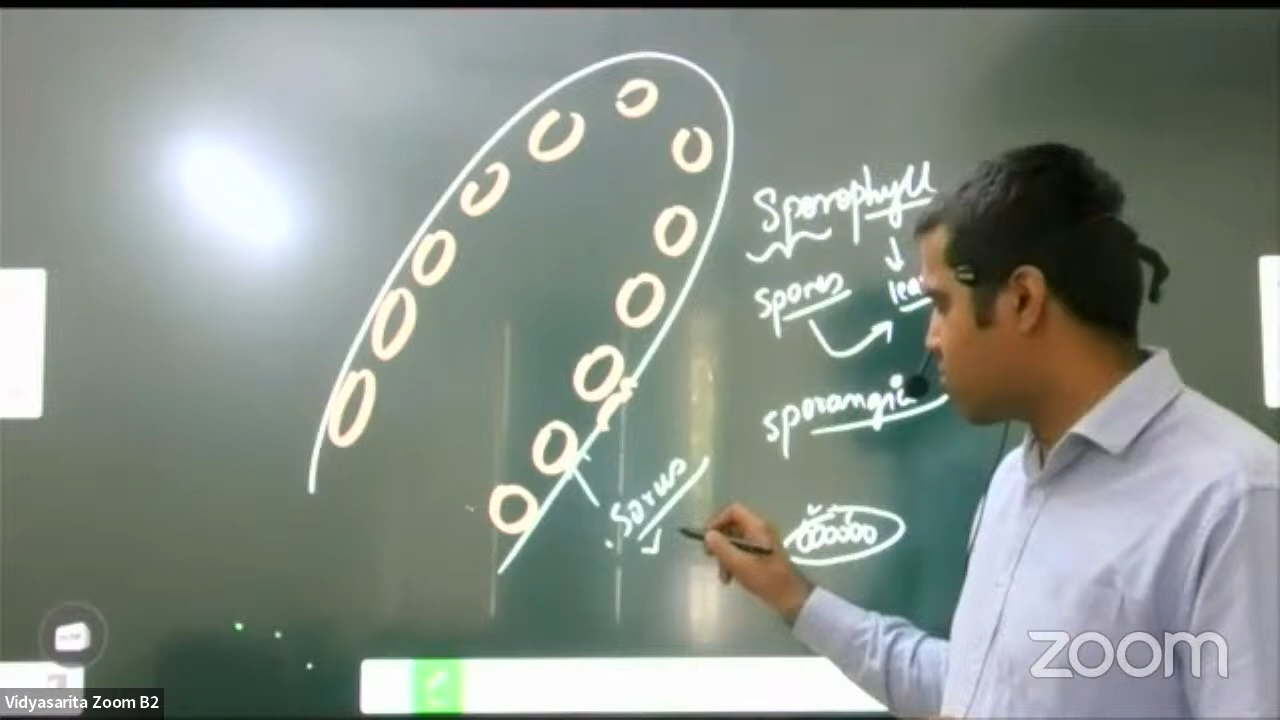 Sporophyll
spores
sporangia
Sorus
zoom
Vidyasarita Zoom B2